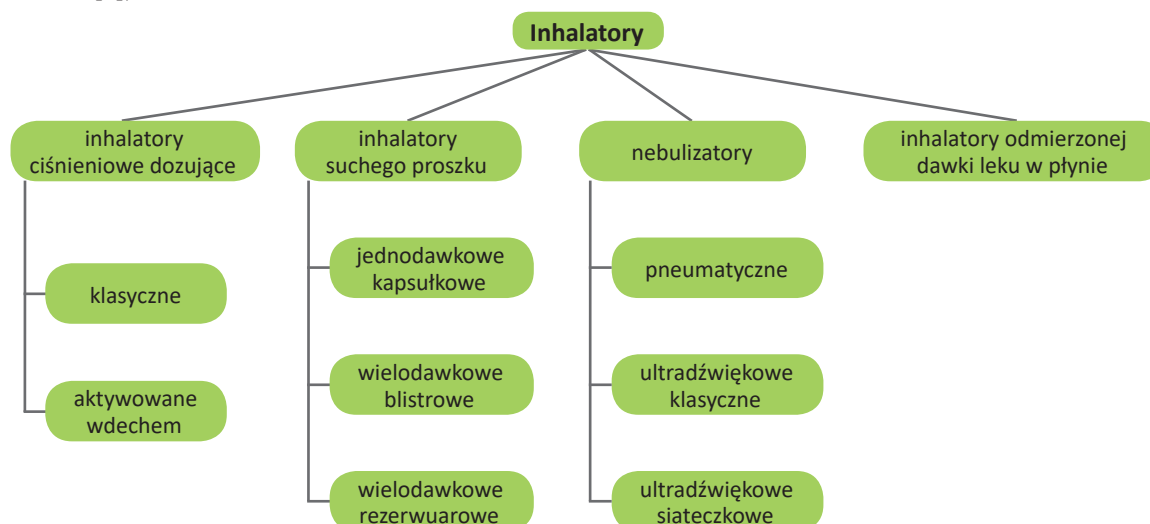 Inhalatory
inhalatory
ciśnieniowe dozujące
inhalatory
suchego proszku
nebulizatory
inhalatory odmierzonej
dawki leku w płynie
klasyczne
aktywowane
wdechem
jednodawkowe
kapsułkowe
wielodawkowe
blistrowe
wielodawkowe
rezerwuarowe
pneumatyczne
ultradźwiękowe
klasyczne
ultradźwiękowe
siateczkowe